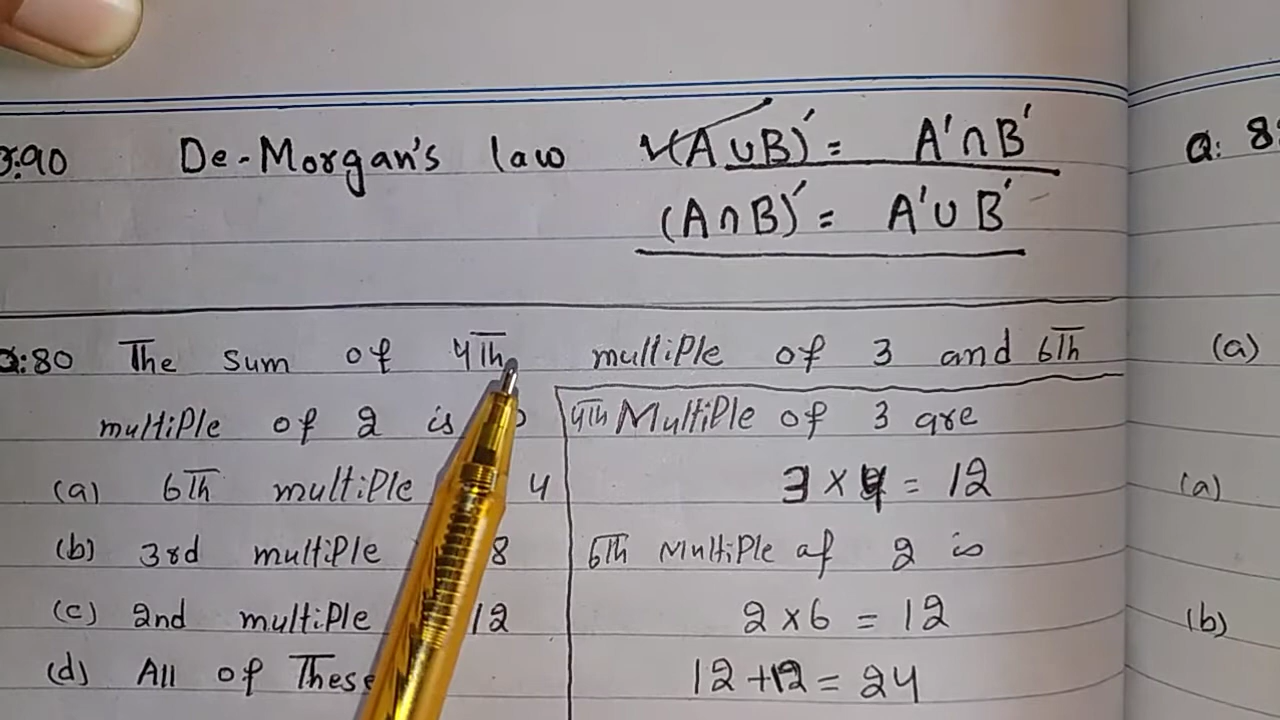 Q:90 De-Morgan's law (A∪B)′ = A′∩B′
(A∩B)′ = A′∪B′
Q:80 The sum of 4Th multiple of 3 and 6Th
multiple of 2 is
(a) 6Th multiple 4
(b) 3rd multiple 8
(c) 2nd multiple 12
(d) All of These
4Th Multiple of 3 are
3 × 4 = 12
6Th Multiple of 2 is
2 × 6 = 12
12 + 12 = 24
Q: 8
(a)
(a)
(b)